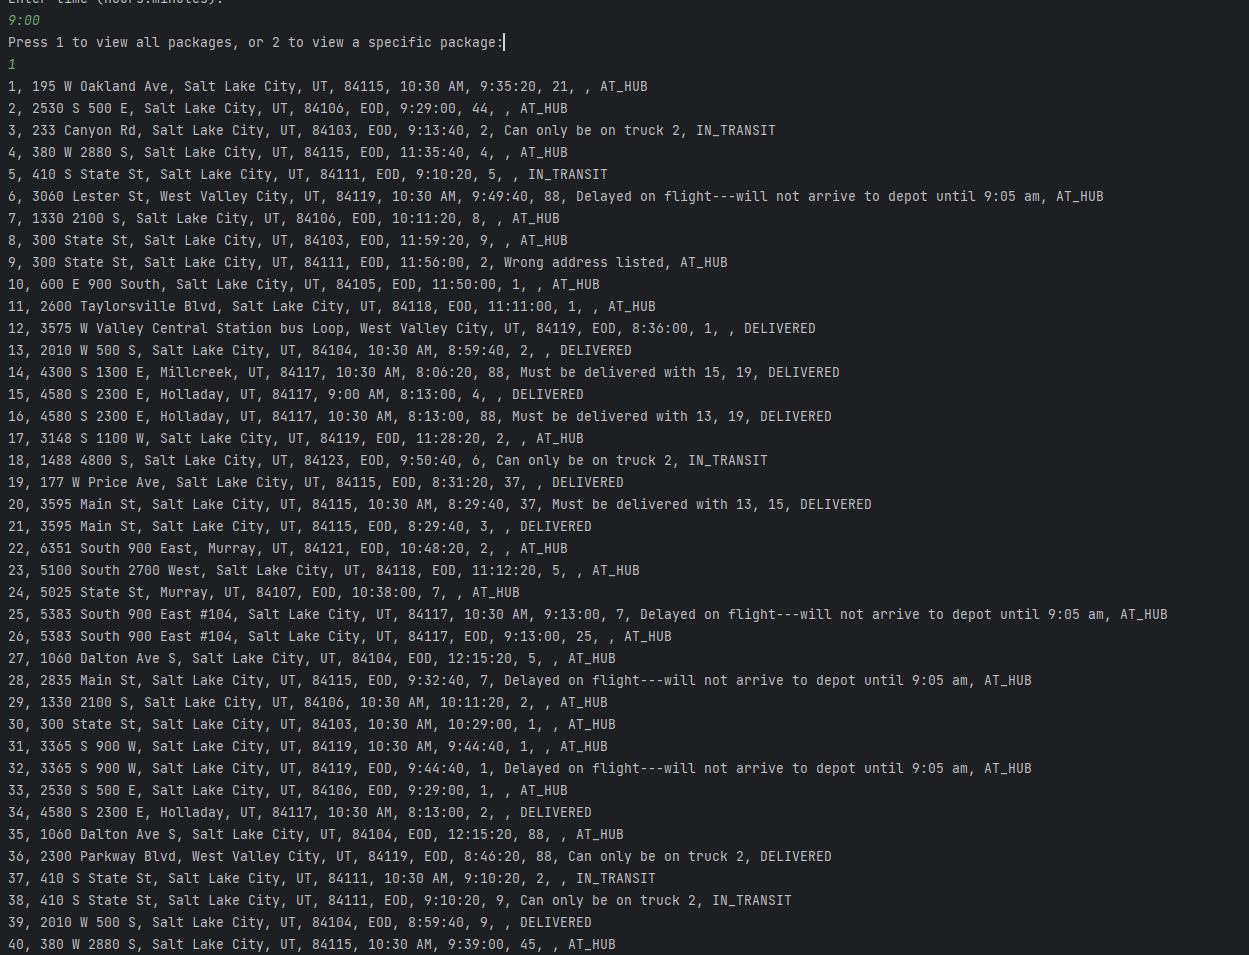 Enter time (hours:minutes):
9:00
Press 1 to view all packages, or 2 to view a specific package:
1
1, 195 W Oakland Ave, Salt Lake City, UT, 84115, 10:30 AM, 9:35:20, 21, , AT_HUB
2, 2530 S 500 E, Salt Lake City, UT, 84106, EOD, 9:29:00, 44, , AT_HUB
3, 233 Canyon Rd, Salt Lake City, UT, 84103, EOD, 9:13:40, 2, Can only be on truck 2, IN_TRANSIT
4, 380 W 2880 S, Salt Lake City, UT, 84115, EOD, 11:35:40, 4, , AT_HUB
5, 410 S State St, Salt Lake City, UT, 84111, EOD, 9:10:20, 5, , IN_TRANSIT
6, 3060 Lester St, West Valley City, UT, 84119, 10:30 AM, 9:49:40, 88, Delayed on flight---will not arrive to depot until 9:05 am, AT_HUB
7, 1330 2100 S, Salt Lake City, UT, 84106, EOD, 10:11:20, 8, , AT_HUB
8, 300 State St, Salt Lake City, UT, 84103, EOD, 11:59:20, 9, , AT_HUB
9, 300 State St, Salt Lake City, UT, 84111, EOD, 11:56:00, 2, Wrong address listed, AT_HUB
10, 600 E 900 South, Salt Lake City, UT, 84105, EOD, 11:50:00, 1, , AT_HUB
11, 2600 Taylorsville Blvd, Salt Lake City, UT, 84118, EOD, 11:11:00, 1, , AT_HUB
12, 3575 W Valley Central Station bus Loop, West Valley City, UT, 84119, EOD, 8:36:00, 1, , DELIVERED
13, 2010 W 500 S, Salt Lake City, UT, 84104, 10:30 AM, 8:59:40, 2, , DELIVERED
14, 4300 S 1300 E, Millcreek, UT, 84117, 10:30 AM, 8:06:20, 88, Must be delivered with 15, 19, DELIVERED
15, 4580 S 2300 E, Holladay, UT, 84117, 9:00 AM, 8:13:00, 4, , DELIVERED
16, 4580 S 2300 E, Holladay, UT, 84117, 10:30 AM, 8:13:00, 88, Must be delivered with 13, 19, DELIVERED
17, 3148 S 1100 W, Salt Lake City, UT, 84119, EOD, 11:28:20, 2, , AT_HUB
18, 1488 4800 S, Salt Lake City, UT, 84123, EOD, 9:50:40, 6, Can only be on truck 2, IN_TRANSIT
19, 177 W Price Ave, Salt Lake City, UT, 84115, EOD, 8:31:20, 37, , DELIVERED
20, 3595 Main St, Salt Lake City, UT, 84115, 10:30 AM, 8:29:40, 37, Must be delivered with 13, 15, DELIVERED
21, 3595 Main St, Salt Lake City, UT, 84115, EOD, 8:29:40, 3, , DELIVERED
22, 6351 South 900 East, Murray, UT, 84121, EOD, 10:48:20, 2, , AT_HUB
23, 5100 South 2700 West, Salt Lake City, UT, 84118, EOD, 11:12:20, 5, , AT_HUB
24, 5025 State St, Murray, UT, 84107, EOD, 10:38:00, 7, , AT_HUB
25, 5383 South 900 East #104, Salt Lake City, UT, 84117, 10:30 AM, 9:13:00, 7, Delayed on flight---will not arrive to depot until 9:05 am, AT_HUB
26, 5383 South 900 East #104, Salt Lake City, UT, 84117, EOD, 9:13:00, 25, , AT_HUB
27, 1060 Dalton Ave S, Salt Lake City, UT, 84104, EOD, 12:15:20, 5, , AT_HUB
28, 2835 Main St, Salt Lake City, UT, 84115, EOD, 9:32:40, 7, Delayed on flight---will not arrive to depot until 9:05 am, AT_HUB
29, 1330 2100 S, Salt Lake City, UT, 84106, 10:30 AM, 10:11:20, 2, , AT_HUB
30, 300 State St, Salt Lake City, UT, 84103, 10:30 AM, 10:29:00, 1, , AT_HUB
31, 3365 S 900 W, Salt Lake City, UT, 84119, 10:30 AM, 9:44:40, 1, , AT_HUB
32, 3365 S 900 W, Salt Lake City, UT, 84119, EOD, 9:44:40, 1, Delayed on flight---will not arrive to depot until 9:05 am, AT_HUB
33, 2530 S 500 E, Salt Lake City, UT, 84106, EOD, 9:29:00, 1, , AT_HUB
34, 4580 S 2300 E, Holladay, UT, 84117, 10:30 AM, 8:13:00, 2, , DELIVERED
35, 1060 Dalton Ave S, Salt Lake City, UT, 84104, EOD, 12:15:20, 88, , AT_HUB
36, 2300 Parkway Blvd, West Valley City, UT, 84119, EOD, 8:46:20, 88, Can only be on truck 2, DELIVERED
37, 410 S State St, Salt Lake City, UT, 84111, 10:30 AM, 9:10:20, 2, , IN_TRANSIT
38, 410 S State St, Salt Lake City, UT, 84111, EOD, 9:10:20, 9, Can only be on truck 2, IN_TRANSIT
39, 2010 W 500 S, Salt Lake City, UT, 84104, EOD, 8:59:40, 9, , DELIVERED
40, 380 W 2880 S, Salt Lake City, UT, 84115, 10:30 AM, 9:39:00, 45, , AT_HUB